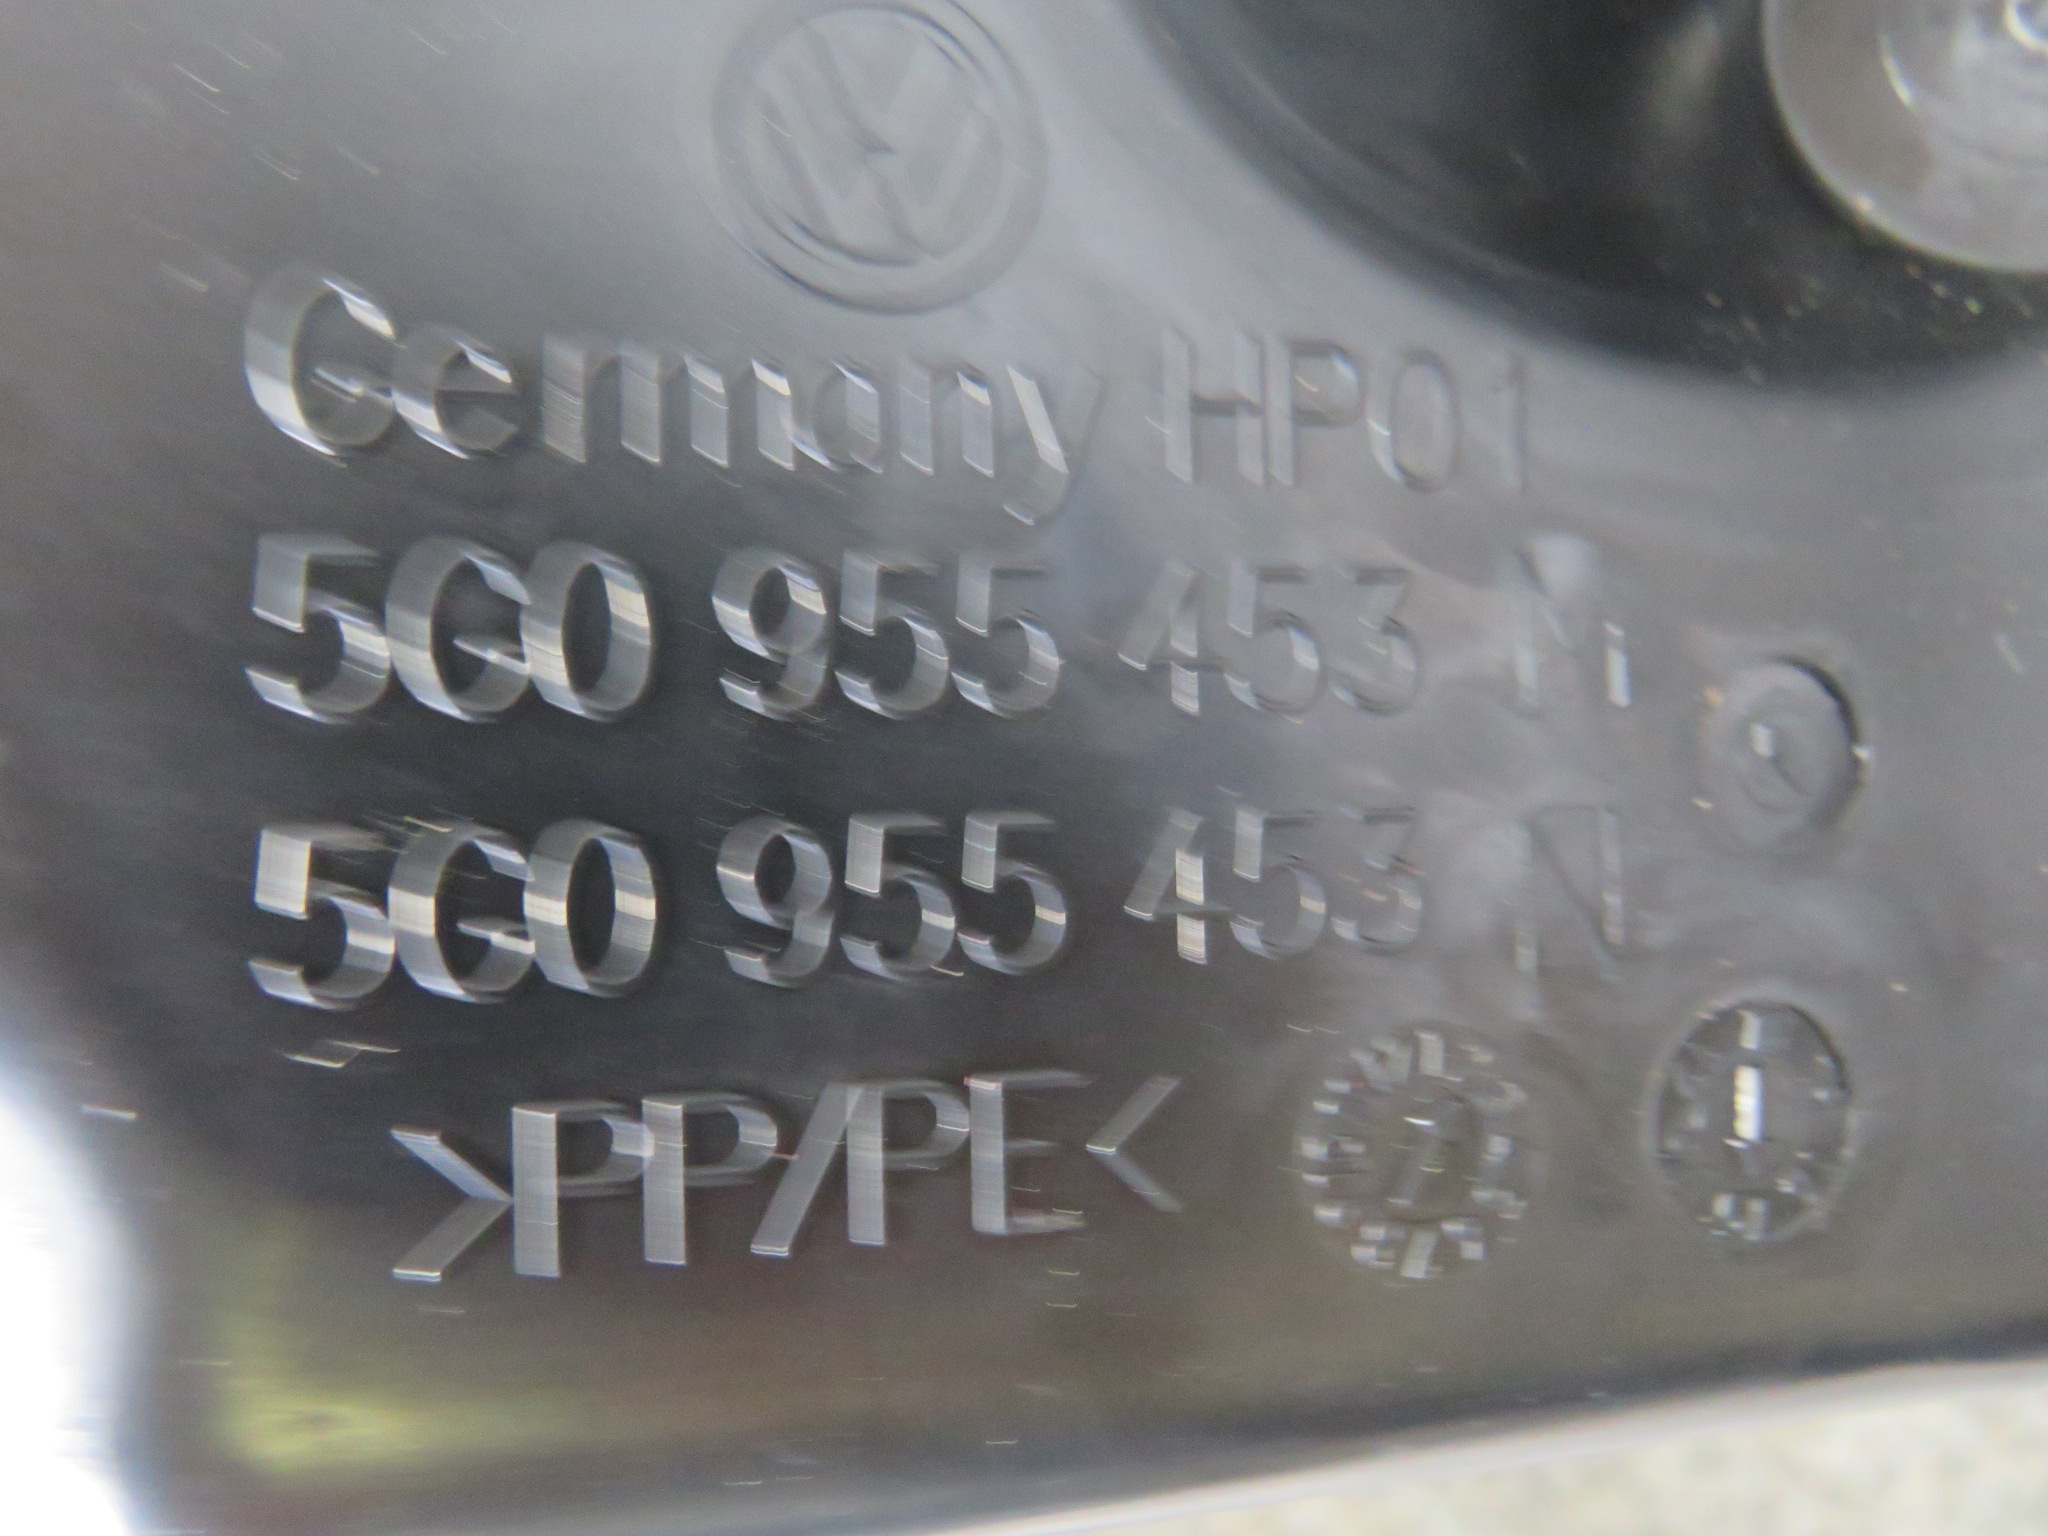 Germany HP01
5G0 955 453 M
5G0 955 453 N
>PP/PE<